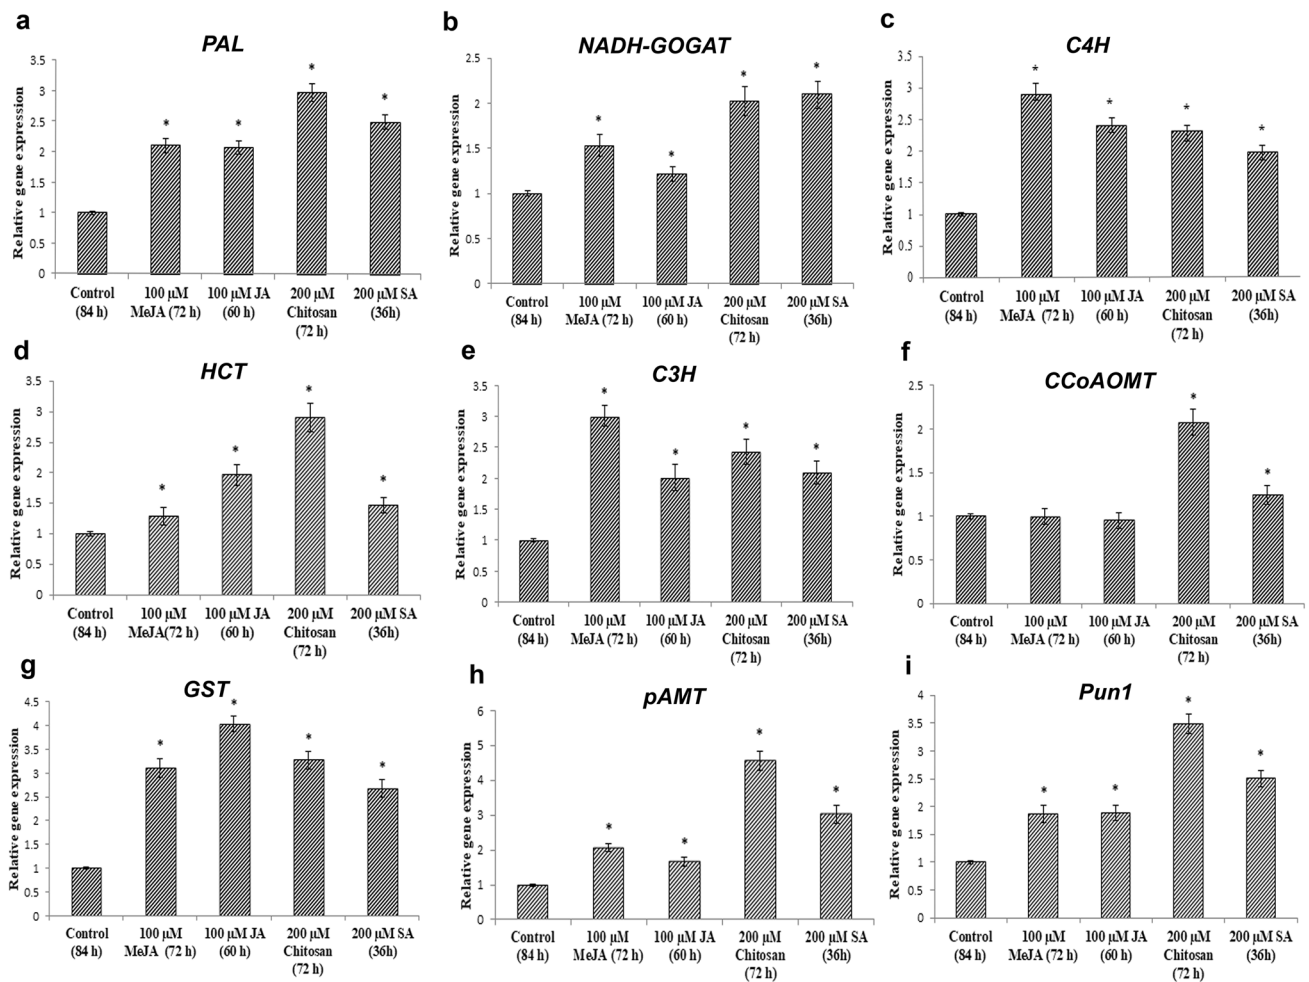 a
PAL
Relative gene expression
3.5
3
2.5
2
1.5
1
0.5
0
*
*
*
*
Control (84 h)
100 µM MeJA (72 h)
100 µM JA (60 h)
200 µM Chitosan (72 h)
200 µM SA (36h)
b
NADH-GOGAT
Relative gene expression
2.5
2
1.5
1
0.5
0
*
*
*
*
Control (84 h)
100 µM MeJA (72 h)
100 µM JA (60 h)
200 µM Chitosan (72 h)
200 µM SA (36h)
c
C4H
Relative gene expression
3.5
3
2.5
2
1.5
1
0.5
0
*
*
*
*
Control (84 h)
100 µM MeJA (72 h)
100 µM JA (60 h)
200 µM Chitosan (72 h)
200 µM SA (36h)
d
HCT
Relative gene expression
3.5
3
2.5
2
1.5
1
0.5
0
*
*
*
*
Control (84 h)
100 µM MeJA(72 h)
100 µM JA (60 h)
200 µM Chitosan (72 h)
200 µM SA (36h)
e
C3H
Relative gene expression
3.5
3
2.5
2
1.5
1
0.5
0
*
*
*
*
Control (84 h)
100 µM MeJA (72 h)
100 µM JA (60 h)
200 µM Chitosan (72 h)
200 µM SA (36h)
f
CCoAOMT
Relative gene expression
2.5
2
1.5
1
0.5
0
*
*
Control (84 h)
100 µM MeJA (72 h)
100 µM JA (60 h)
200 µM Chitosan (72 h)
200 µM SA (36h)
g
GST
Relative gene expression
4.5
4
3.5
3
2.5
2
1.5
1
0.5
0
*
*
*
*
Control (84 h)
100 µM MeJA (72 h)
100 µM JA (60 h)
200 µM Chitosan (72 h)
200 µM SA (36h)
h
pAMT
Relative gene expression
6
5
4
3
2
1
0
*
*
*
*
Control (84 h)
100 µM MeJA (72 h)
100 µM JA (60 h)
200 µM Chitosan (72 h)
200 µM SA (36h)
i
Pun1
Relative gene expression
4
3.5
3
2.5
2
1.5
1
0.5
0
*
*
*
*
Control (84 h)
100 µM MeJA (72 h)
100 µM JA (60 h)
200 µM Chitosan (72 h)
200 µM SA (36h)